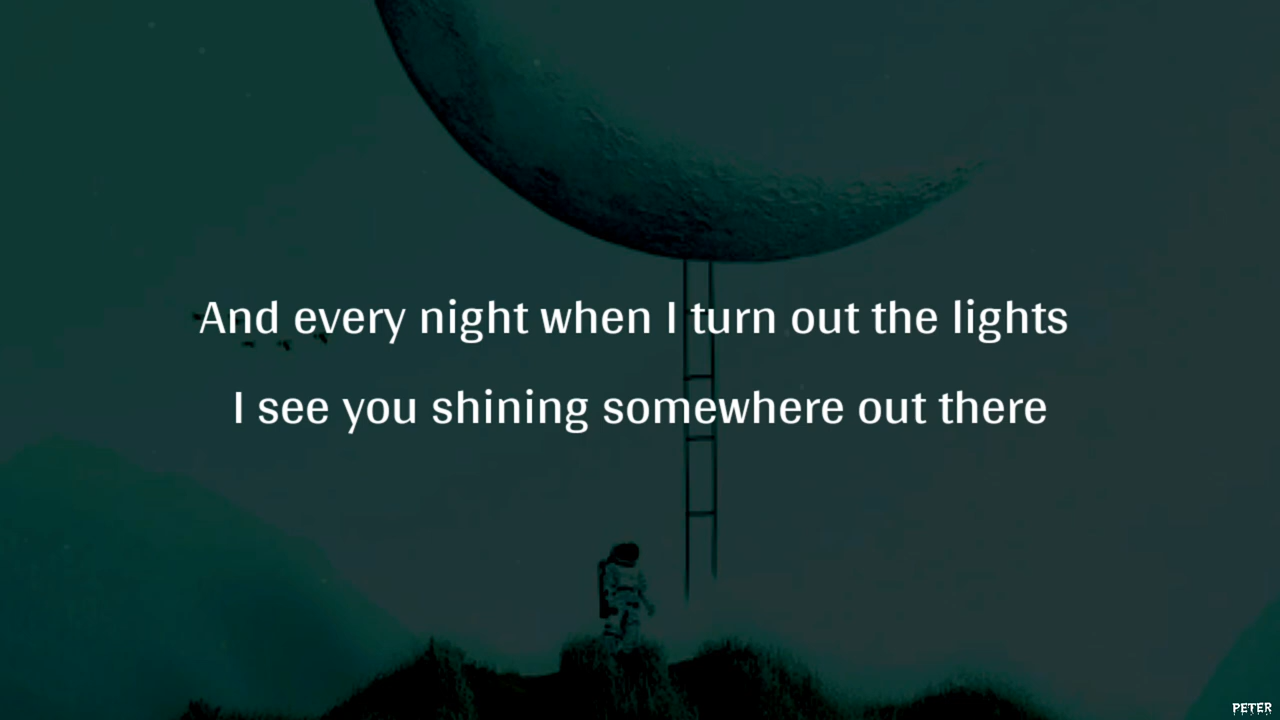 And every night when I turn out the lights
I see you shining somewhere out there
PETER